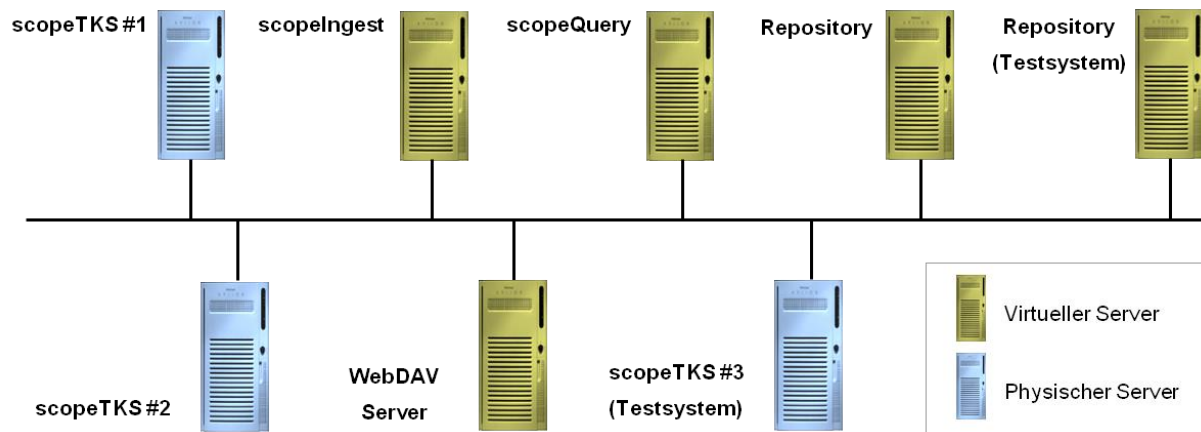 scopeTKS #1
scopeIngest
scopeQuery
Repository
Repository
(Testsystem)
scopeTKS #2
WebDAV
Server
scopeTKS #3
(Testsystem)
Virtueller Server
Physischer Server